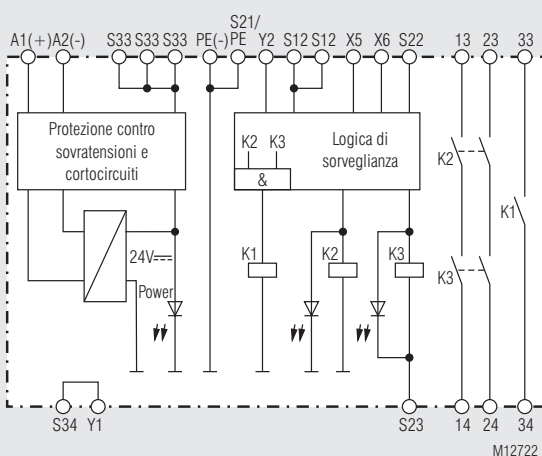 S21/
A1(+) A2(-) S33 S33 S33 PE(-) PE Y2 S12 S12 X5 X6 S22 13 23 33
Protezione contro
sovratensioni e
cortocircuiti
K2 K3
&
Logica di
sorveglianza
K2
K1
24V
Power
K1 K2 K3
K3
S34 Y1 S23 14 24 34
M12722